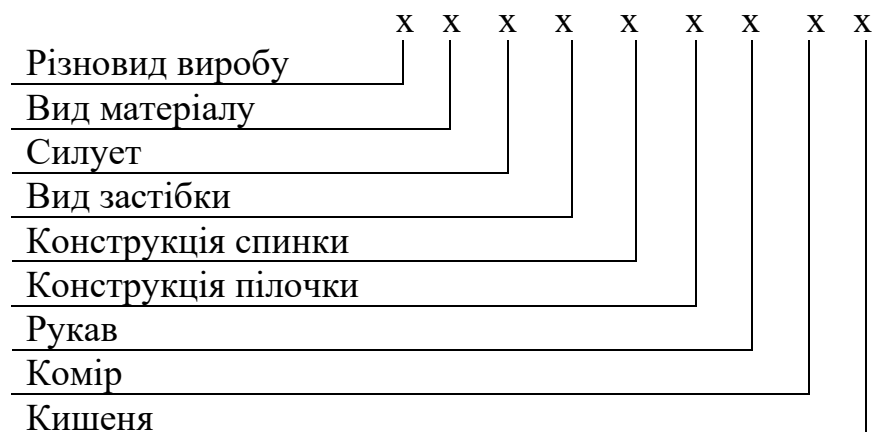 х х х х х х х х х
Різновид виробу
Вид матеріалу
Силует
Вид застібки
Конструкція спинки
Конструкція пілочки
Рукав
Комір
Кишеня